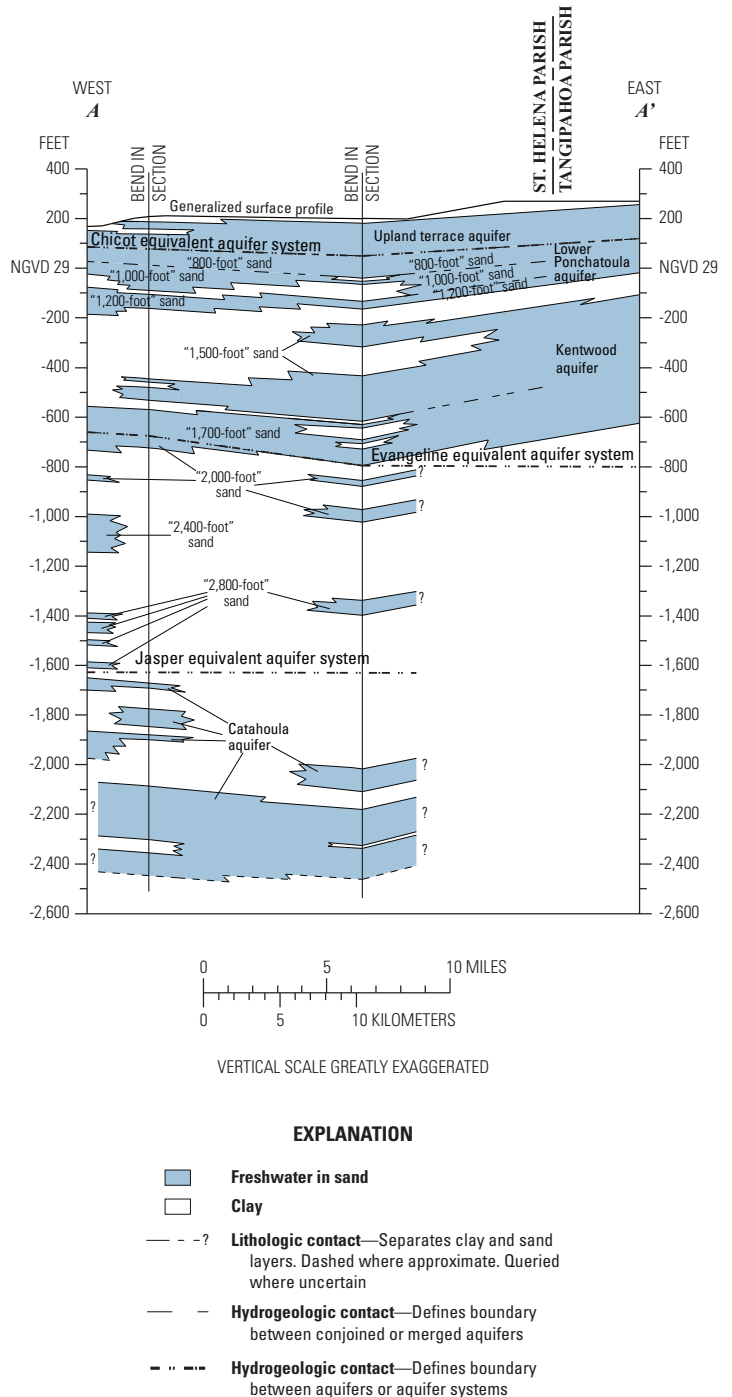 ST. HELENA PARISH
TANGIPAHOA PARISH
WEST
A
EAST
A'
FEET
FEET
BEND IN
SECTION
BEND IN
SECTION
400
200
NGVD 29
-200
-400
-600
-800
-1,000
-1,200
-1,400
-1,600
-1,800
-2,000
-2,200
-2,400
-2,600
400
200
NGVD 29
-200
-400
-600
-800
-1,000
-1,200
-1,400
-1,600
-1,800
-2,000
-2,200
-2,400
-2,600
Generalized surface profile
Chicot equivalent aquifer system
Upland terrace aquifer
"800-foot" sand
"1,000-foot" sand
"1,200-foot" sand
"800-foot" sand
"1,000-foot" sand
"1,200-foot" sand
Lower
Ponchatoula
aquifer
"1,500-foot" sand
Kentwood
aquifer
"1,700-foot" sand
Evangeline equivalent aquifer system
"2,000-foot"
sand
?
?
"2,400-foot"
sand
"2,800-foot"
sand
?
Jasper equivalent aquifer system
Catahoula
aquifer
?
?
?
?
?
0 5 10 MILES
0 5 10 KILOMETERS
VERTICAL SCALE GREATLY EXAGGERATED
EXPLANATION
Freshwater in sand
Clay
? Lithologic contact—Separates clay and sand
layers. Dashed where approximate. Queried
where uncertain
Hydrogeologic contact—Defines boundary
between conjoined or merged aquifers
Hydrogeologic contact—Defines boundary
between aquifers or aquifer systems